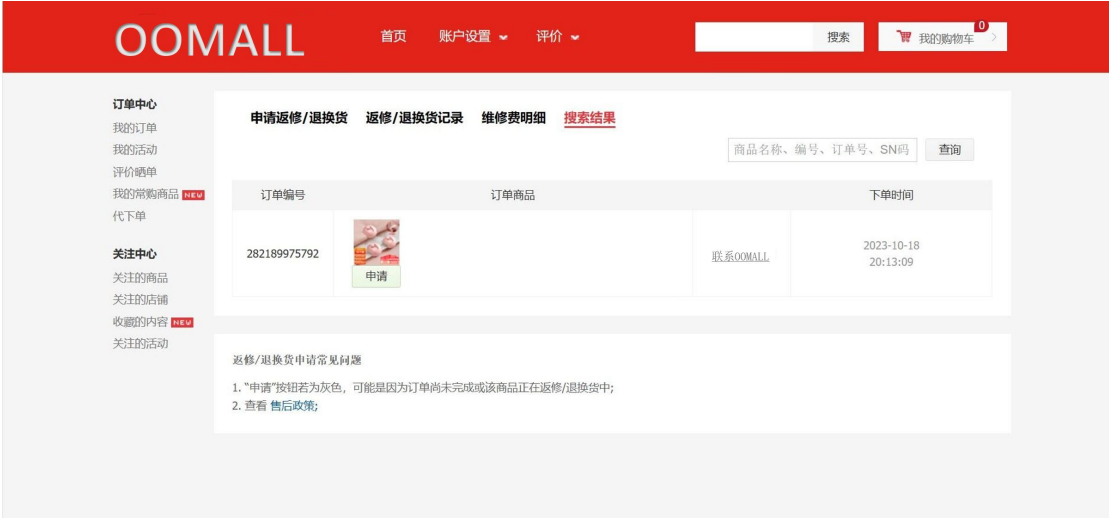 OOMALL 首页 账户设置 评价 搜索 我的购物车 0
订单中心
我的订单
我的活动
评价晒单
我的常购商品 NEW
代下单
关注中心
关注的商品
关注的店铺
收藏的内容 NEW
关注的活动
申请返修/退换货 返修/退换货记录 维修费明细 搜索结果
商品名称、编号、订单号、SN码 查询
订单编号 订单商品 下单时间
282189975792 联系OOMALL 2023-10-18
20:13:09
申请
返修/退换货申请常见问题
1. “申请”按钮若为灰色，可能是因为订单尚未完成或该商品正在返修/退换货中;
2. 查看 售后政策;